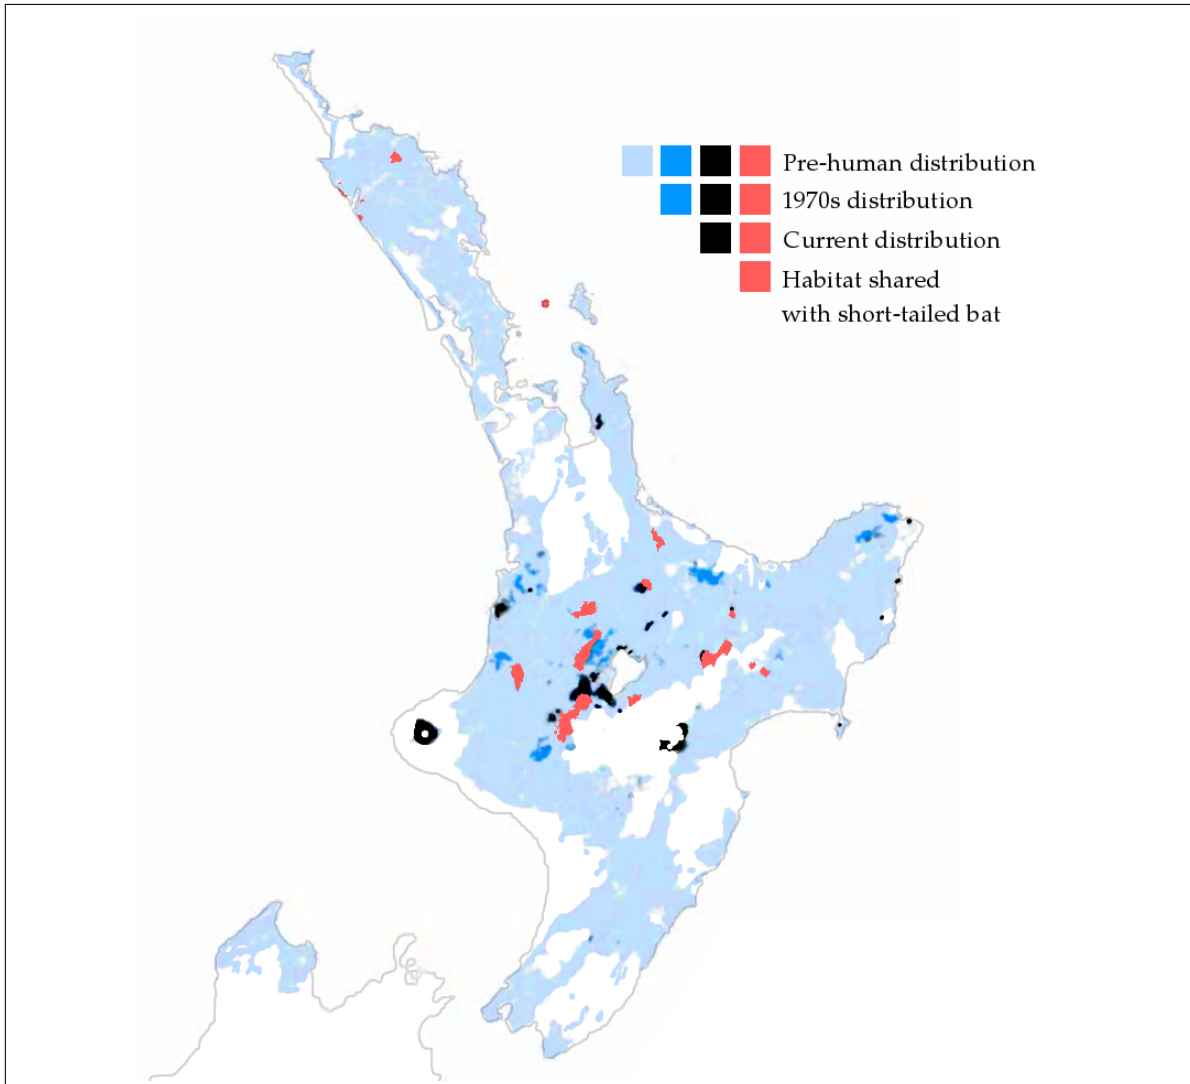 Pre-human distribution
1970s distribution
Current distribution
Habitat shared
with short-tailed bat